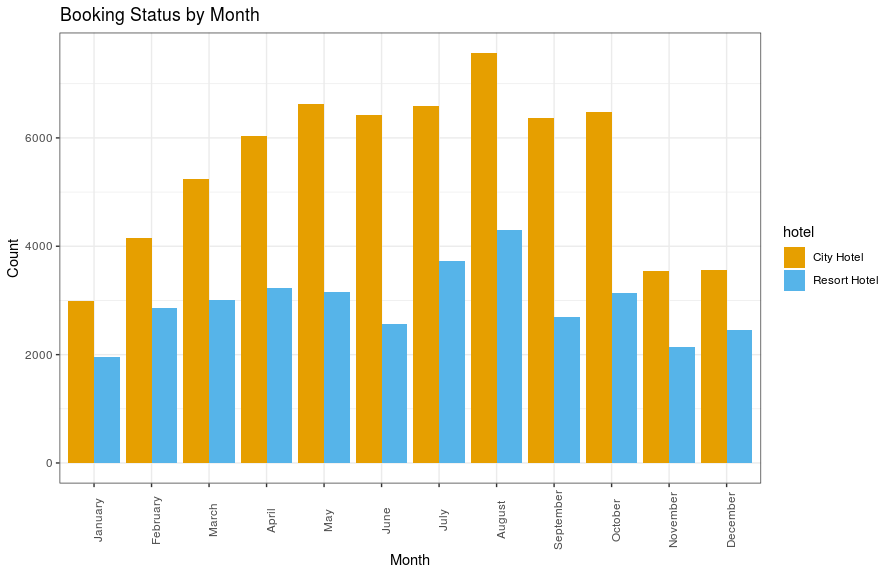 Booking Status by Month
Count
6000
4000
2000
0
January
February
March
April
May
June
July
August
September
October
November
December
Month
hotel
City Hotel
Resort Hotel